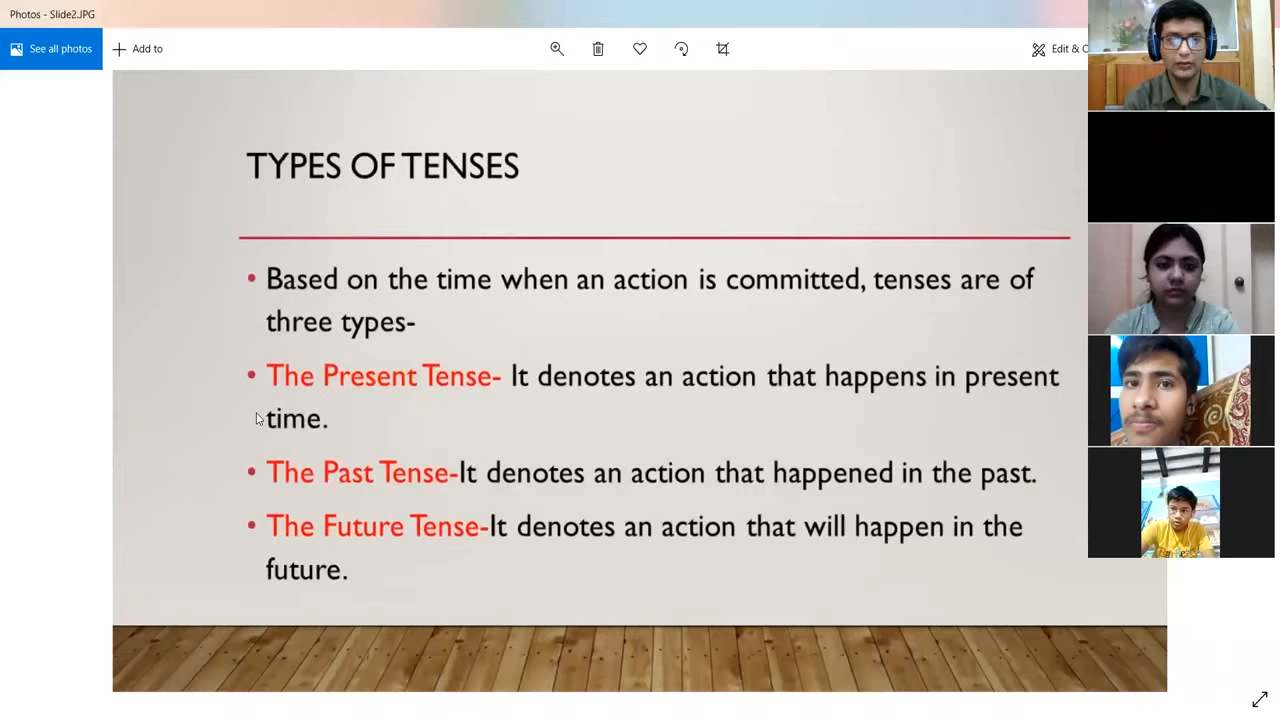 Photos - Slide2.JPG
See all photos
Add to
Edit & C
TYPES OF TENSES
• Based on the time when an action is committed, tenses are of
three types-
• The Present Tense- It denotes an action that happens in present
time.
• The Past Tense-It denotes an action that happened in the past.
• The Future Tense-It denotes an action that will happen in the
future.